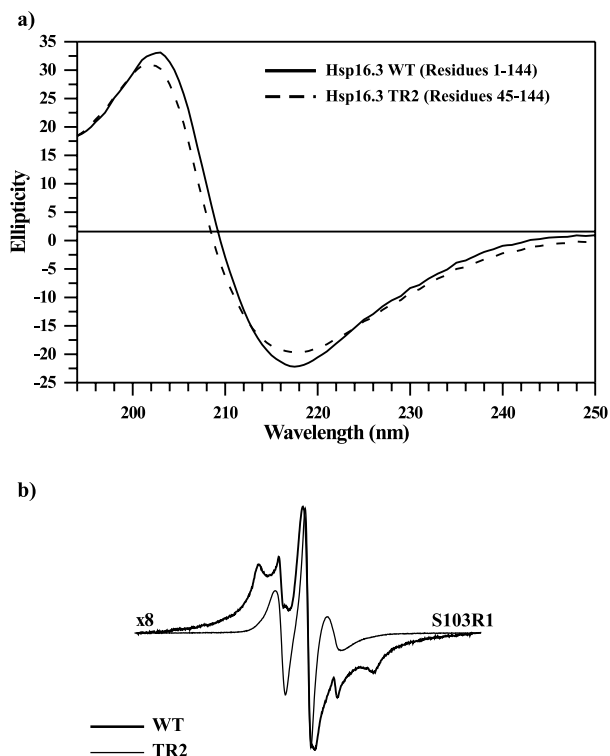 a)
35
30
25
20
15
10
5
0
-5
-10
-15
-20
-25
Ellipticity
Hsp16.3 WT (Residues 1-144)
Hsp16.3 TR2 (Residues 45-144)
200 210 220 230 240 250
Wavelength (nm)
b)
x8 S103R1
WT
TR2